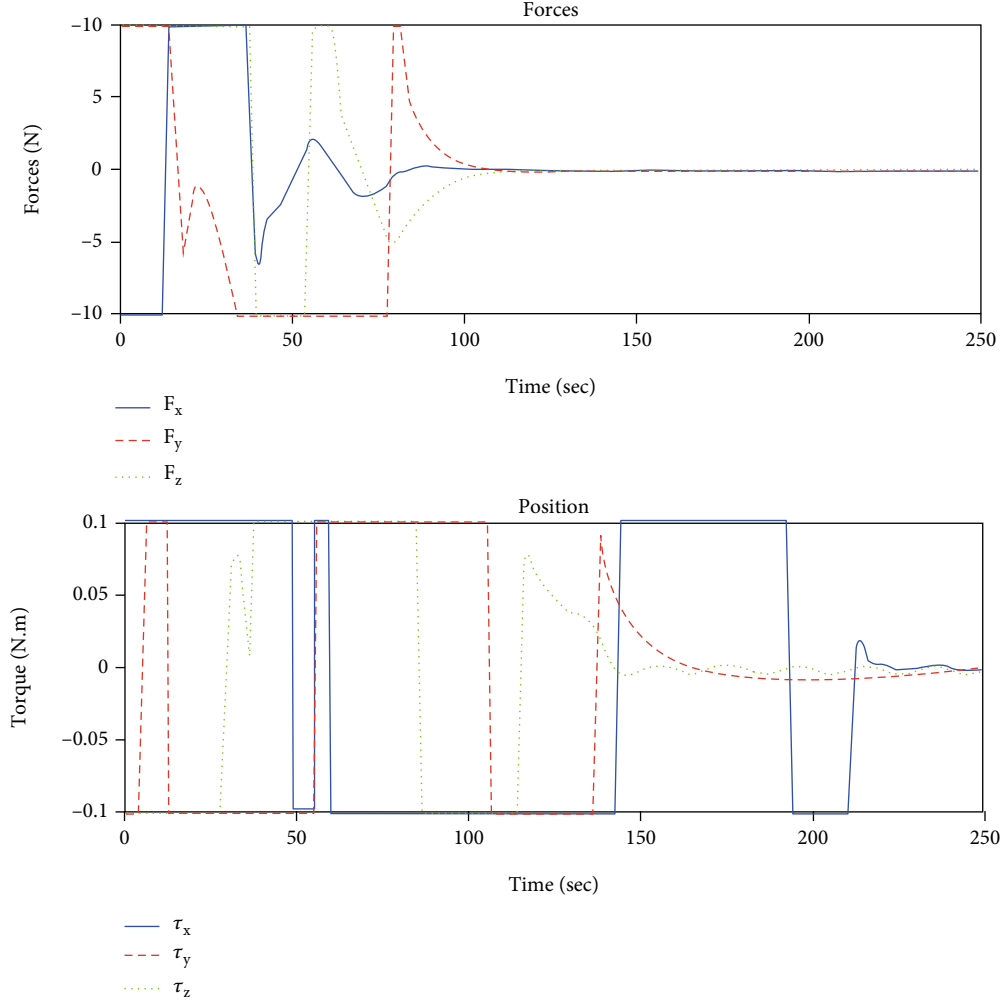 Forces
Forces (N)
–10
5
0
–5
–10
0 50 100 150 200 250
Time (sec)
Fx
Fy
Fz
Position
Torque (N.m)
0.1
0.05
0
–0.05
–0.1
0 50 100 150 200 250
Time (sec)
τx
τy
τz